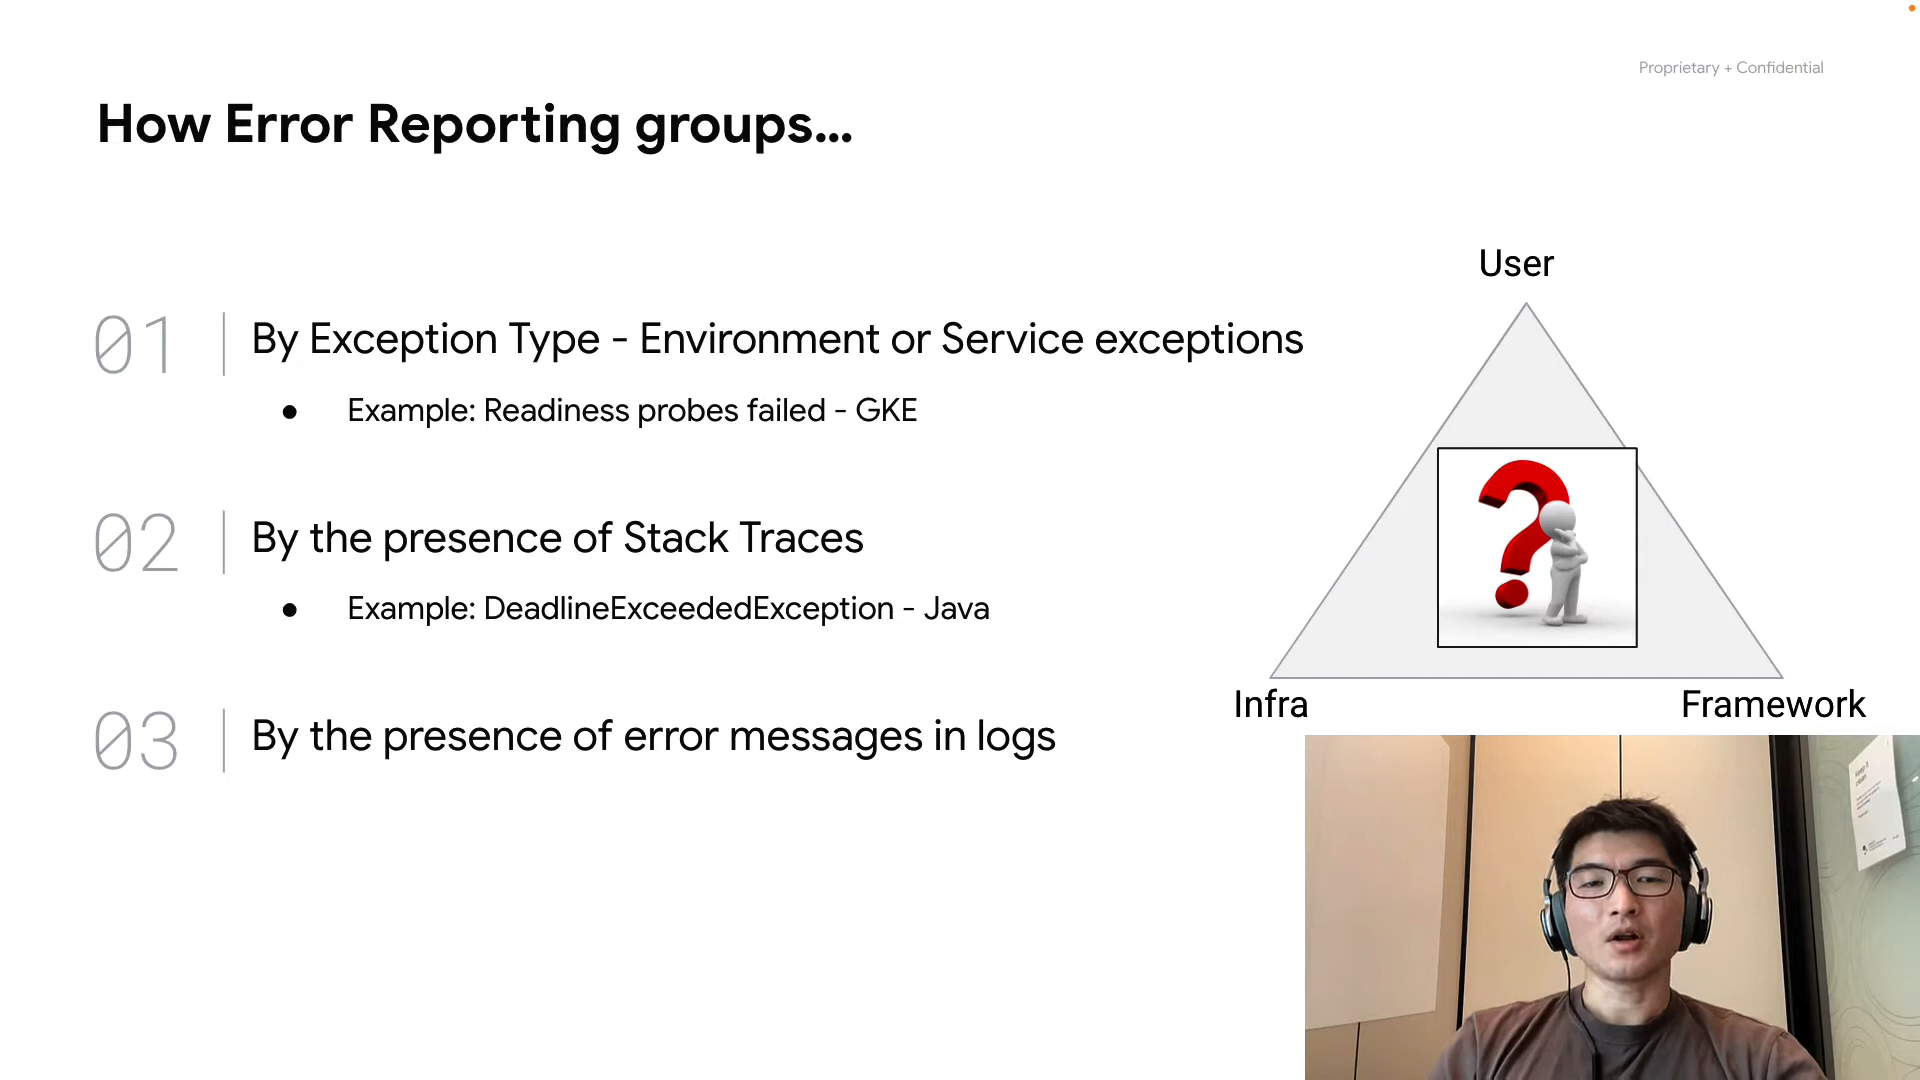 Proprietary + Confidential
How Error Reporting groups...
01
By Exception Type - Environment or Service exceptions
● Example: Readiness probes failed - GKE
02
By the presence of Stack Traces
● Example: DeadlineExceededException - Java
03
By the presence of error messages in logs
User
Infra
Framework